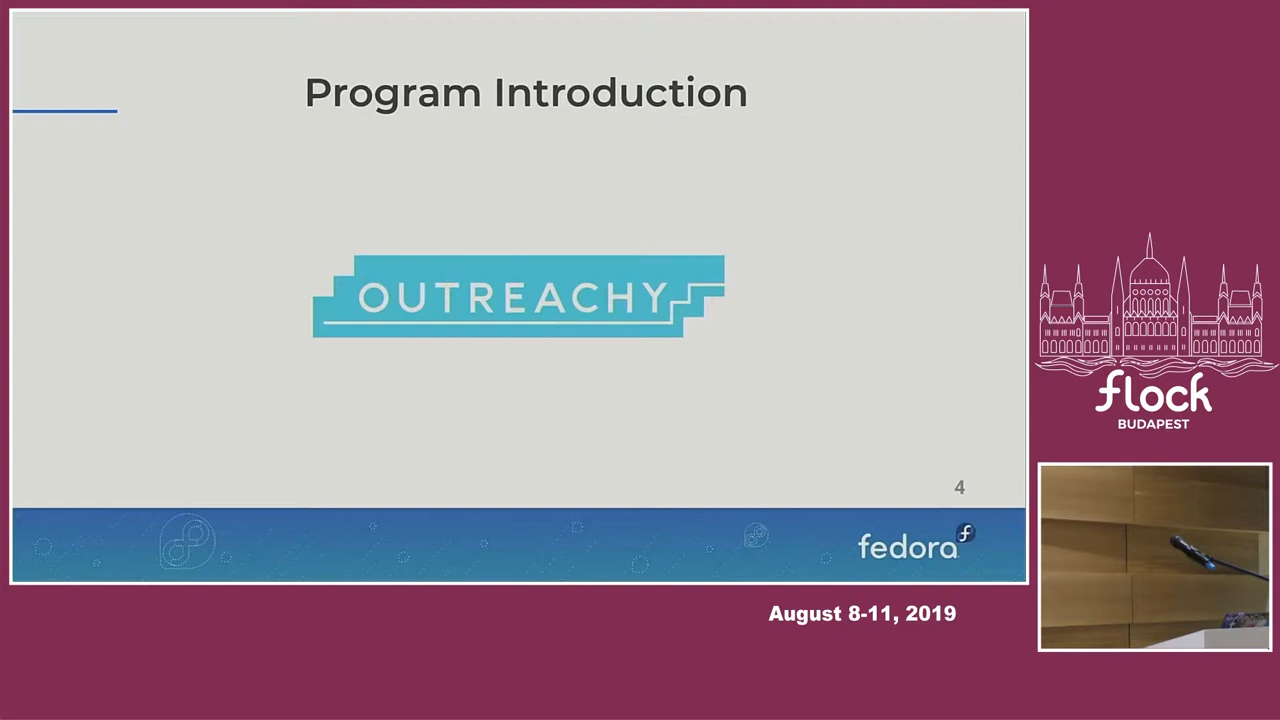 Program Introduction
OUTREACHY
4
fedora
flock
BUDAPEST
August 8-11, 2019